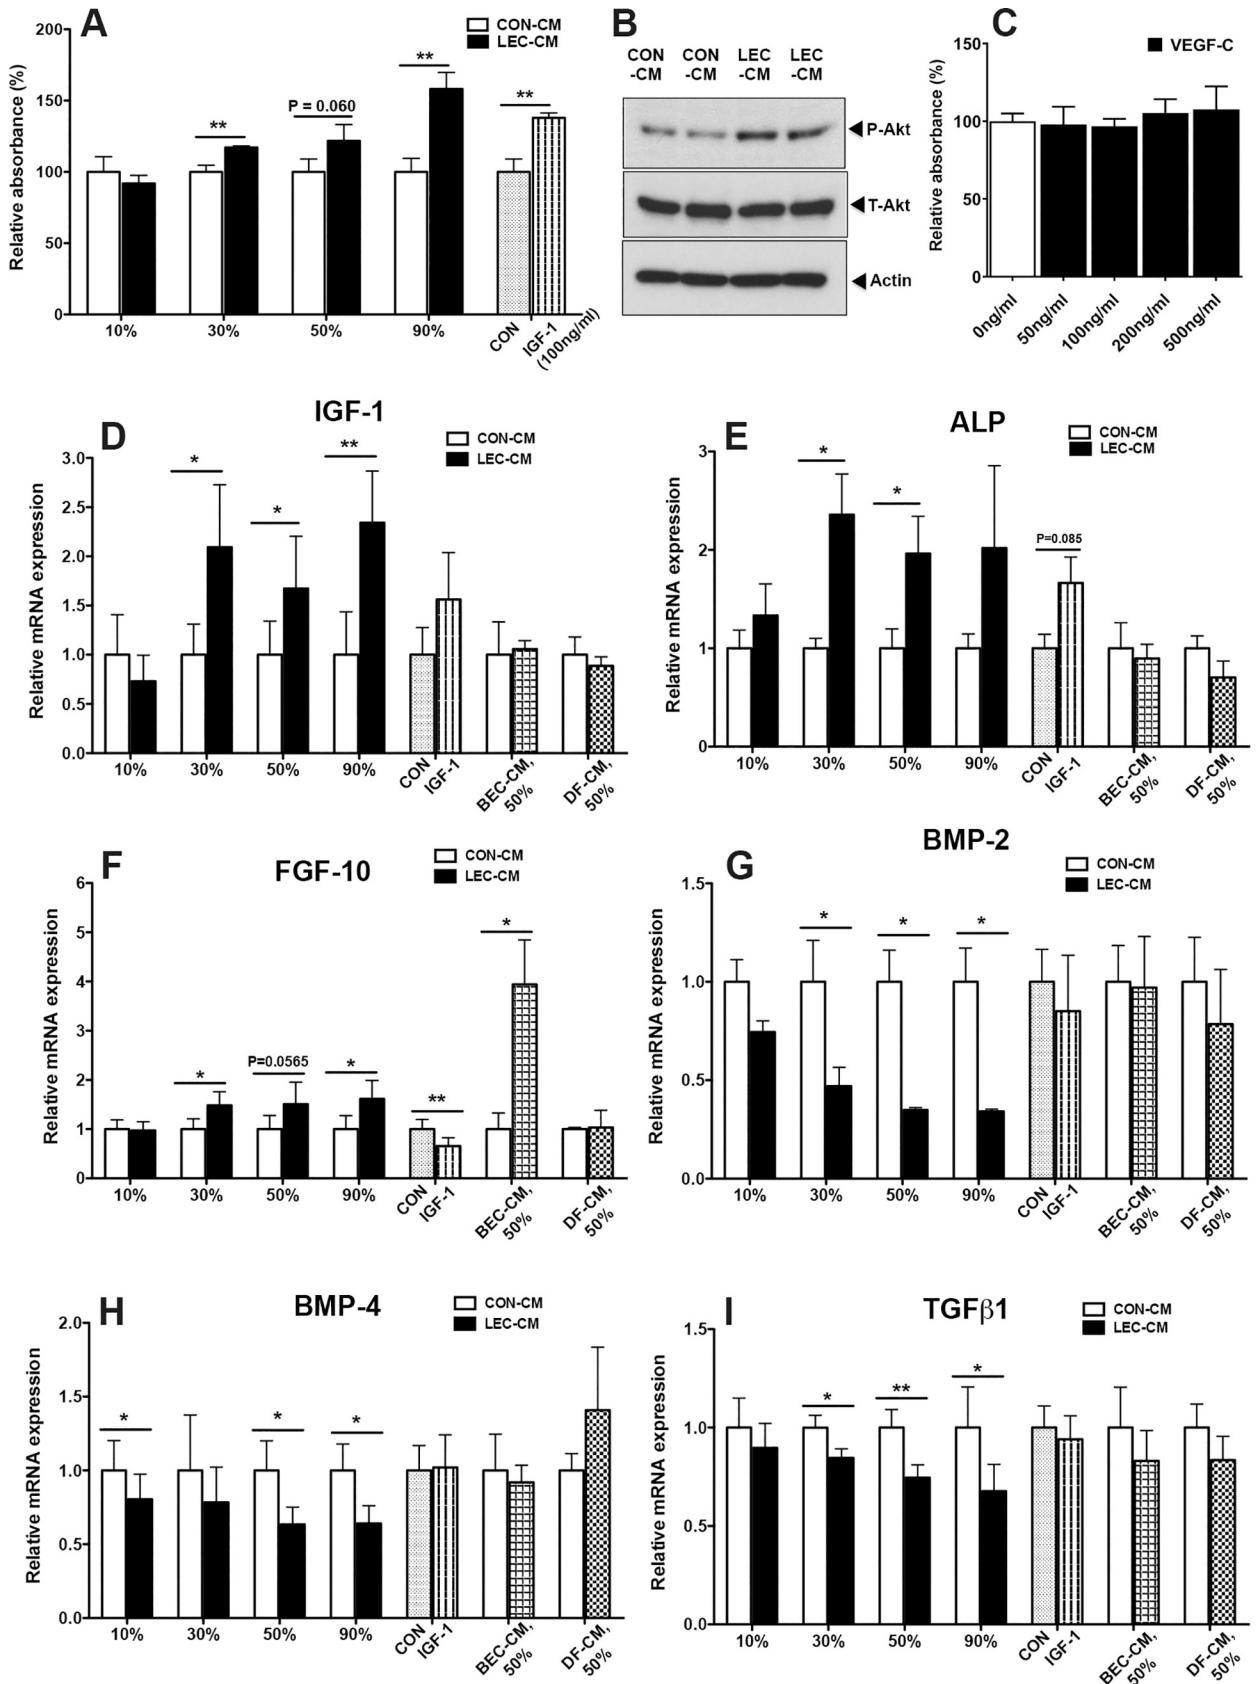 A
CON-CM
LEC-CM
Relative absorbance (%)
200
150
100
50
0
**
P = 0.060
**
**
10%
30%
50%
90%
CON
IGF-1
(100ng/ml)
B
CON
-CM
CON
-CM
LEC
-CM
LEC
-CM
P-Akt
T-Akt
Actin
C
VEGF-C
Relative absorbance (%)
150
100
50
0
0ng/ml
50ng/ml
100ng/ml
200ng/ml
500ng/ml
D
IGF-1
CON-CM
LEC-CM
Relative mRNA expression
3.0
2.5
2.0
1.5
1.0
0.5
0.0
*
*
**
10%
30%
50%
90%
CON
IGF-1
BEC-CM,
50%
DF-CM,
50%
E
ALP
CON-CM
LEC-CM
Relative mRNA expression
3
2
1
0
*
*
P=0.085
10%
30%
50%
90%
CON
IGF-1
BEC-CM,
50%
DF-CM,
50%
F
FGF-10
CON-CM
LEC-CM
Relative mRNA expression
6
5
4
3
2
1
0
*
P=0.0565
*
**
*
10%
30%
50%
90%
CON
IGF-1
BEC-CM,
50%
DF-CM,
50%
G
BMP-2
CON-CM
LEC-CM
Relative mRNA expression
1.5
1.0
0.5
0.0
*
*
*
10%
30%
50%
90%
CON
IGF-1
BEC-CM,
50%
DF-CM,
50%
H
BMP-4
CON-CM
LEC-CM
Relative mRNA expression
2.0
1.5
1.0
0.5
0.0
*
*
*
10%
30%
50%
90%
CON
IGF-1
BEC-CM,
50%
DF-CM,
50%
I
TGFβ1
CON-CM
LEC-CM
Relative mRNA expression
1.5
1.0
0.5
0.0
*
**
*
10%
30%
50%
90%
CON
IGF-1
BEC-CM,
50%
DF-CM,
50%